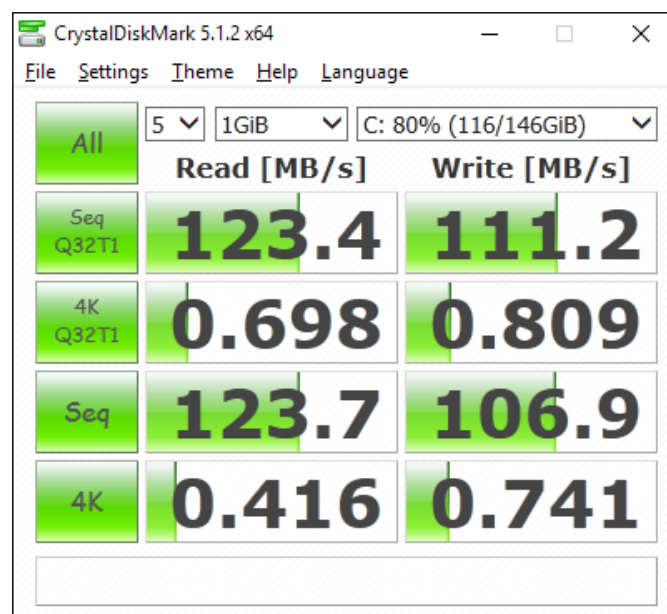 CrystalDiskMark 5.1.2 x64
File Settings Theme Help Language
All
5 1GiB C: 80% (116/146GiB)
Read [MB/s] Write [MB/s]
Seq
Q32T1
123.4 111.2
4K
Q32T1
0.698 0.809
Seq 123.7 106.9
4K 0.416 0.741